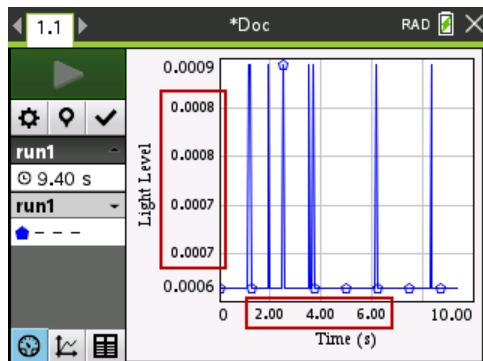 1.1
*Doc
RAD
run1
9.40 s
run1
0.0009
0.0008
0.0008
0.0007
0.0007
0.0006
Light Level
0
2.00
4.00
6.00
10.00
Time (s)